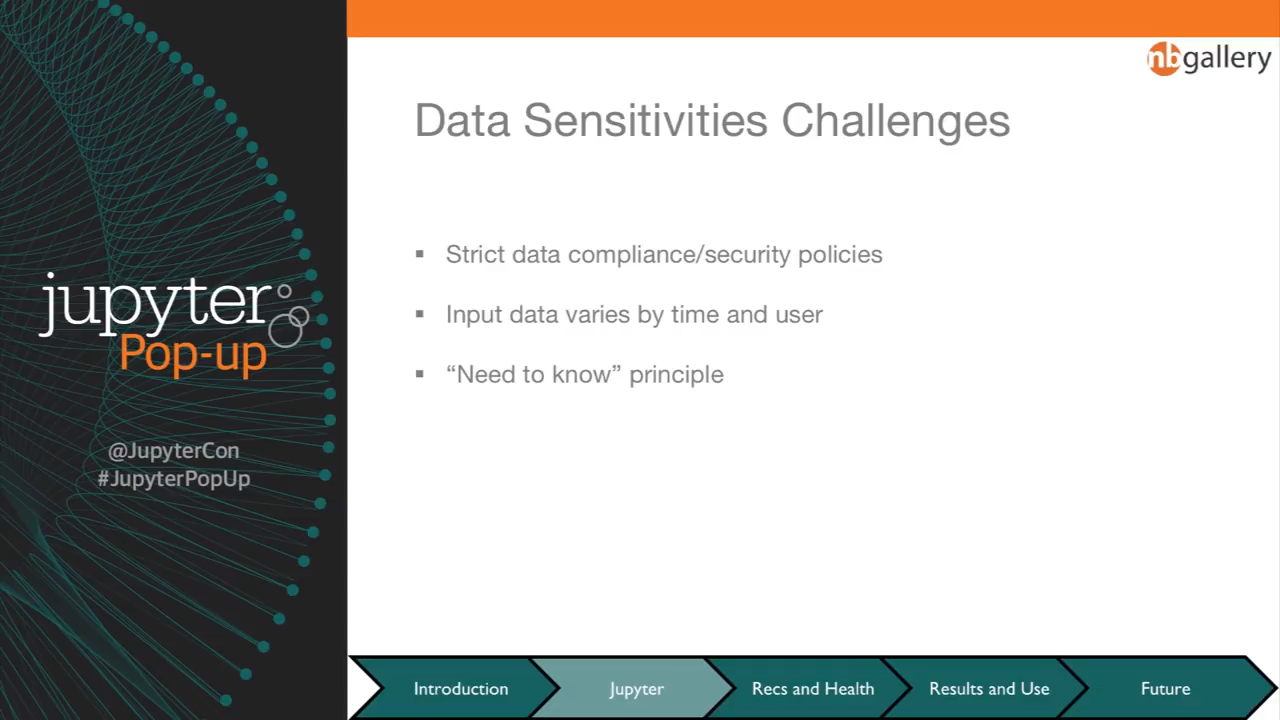 nbgallery
Data Sensitivities Challenges
▪ Strict data compliance/security policies
▪ Input data varies by time and user
▪ “Need to know” principle
jupyter
Pop-up
@JupyterCon
#JupyterPopUp
Introduction
Jupyter
Recs and Health
Results and Use
Future